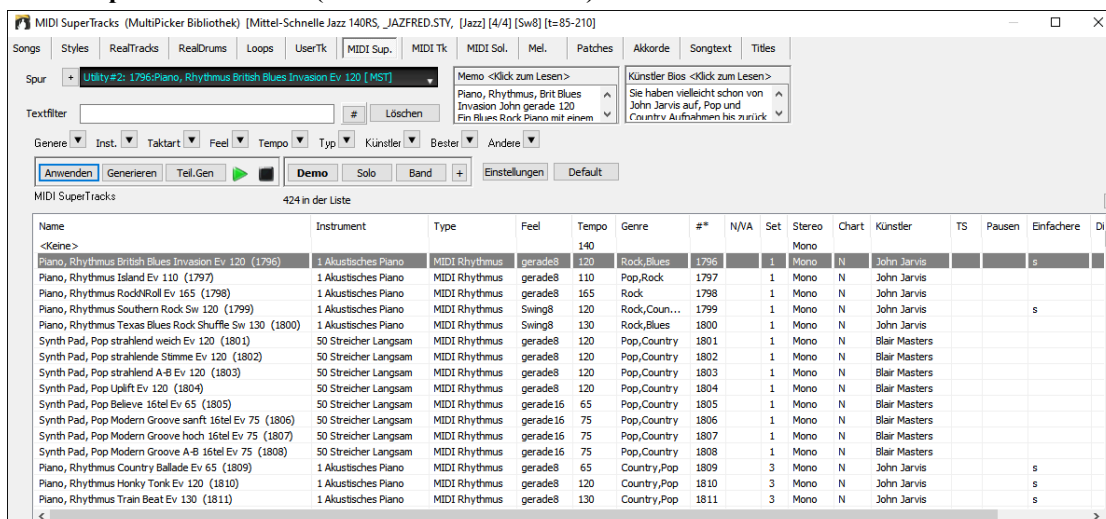 MIDI SuperTracks (MultiPicker Bibliothek) [Mittel-Schnelle Jazz 140RS, _JAZFRED.STY, [Jazz] [4/4] [Sw8] [t=85-210]
Songs Styles RealTracks RealDrums Loops UserTk MIDI Sup. MIDI Tk MIDI Sol. Mel. Patches Akkorde Songtext Titles
Spur + Utility#2: 1796:Piano, Rhythmus British Blues Invasion Ev 120 [MST]
Memo <Klick zum Lesen>
Piano, Rhythmus, Brit Blues
Invasion John gerade 120
Ein Blues Rock Piano mit einem
Künstler Bios <Klick zum Lesen>
Sie haben vielleicht schon von
John Jarvis auf, Pop und
Country Aufnahmen bis zurück
Textfilter # Löschen
Genere Inst. Taktart Feel Tempo Typ Künstler Bester Andere
Anwenden Generieren Teil.Gen Demo Solo Band + Einstellungen Default
MIDI SuperTracks 424 in der Liste
Name Instrument Type Feel Tempo Genre #* N/VA Set Stereo Chart Künstler TS Pausen Einfachere Di
<Keine> 140 Mono
Piano, Rhythmus British Blues Invasion Ev 120 (1796) 1 Akustisches Piano MIDI Rhythmus gerade8 120 Rock,Blues 1796 1 Mono N John Jarvis s
Piano, Rhythmus Island Ev 110 (1797) 1 Akustisches Piano MIDI Rhythmus gerade8 110 Pop,Rock 1797 1 Mono N John Jarvis
Piano, Rhythmus RockNRoll Ev 165 (1798) 1 Akustisches Piano MIDI Rhythmus gerade8 165 Rock 1798 1 Mono N John Jarvis
Piano, Rhythmus Southern Rock Sw 120 (1799) 1 Akustisches Piano MIDI Rhythmus Swing8 120 Rock,Coun... 1799 1 Mono N John Jarvis s
Piano, Rhythmus Texas Blues Rock Shuffle Sw 130 (1800) 1 Akustisches Piano MIDI Rhythmus Swing8 130 Rock,Blues 1800 1 Mono N John Jarvis
Synth Pad, Pop strahlend weich Ev 120 (1801) 50 Streicher Langsam MIDI Rhythmus gerade8 120 Pop,Country 1801 1 Mono N Blair Masters
Synth Pad, Pop strahlende Stimme Ev 120 (1802) 50 Streicher Langsam MIDI Rhythmus gerade8 120 Pop,Country 1802 1 Mono N Blair Masters
Synth Pad, Pop strahlend A-B Ev 120 (1803) 50 Streicher Langsam MIDI Rhythmus gerade8 120 Pop,Country 1803 1 Mono N Blair Masters
Synth Pad, Pop Uplift Ev 120 (1804) 50 Streicher Langsam MIDI Rhythmus gerade8 120 Pop,Country 1804 1 Mono N Blair Masters
Synth Pad, Pop Believe 16tel Ev 65 (1805) 50 Streicher Langsam MIDI Rhythmus gerade16 65 Pop,Country 1805 1 Mono N Blair Masters
Synth Pad, Pop Modern Groove sanft 16tel Ev 75 (1806) 50 Streicher Langsam MIDI Rhythmus gerade16 75 Pop,Country 1806 1 Mono N Blair Masters
Synth Pad, Pop Modern Groove hoch 16tel Ev 75 (1807) 50 Streicher Langsam MIDI Rhythmus gerade16 75 Pop,Country 1807 1 Mono N Blair Masters
Synth Pad, Pop Modern Groove A-B 16tel Ev 75 (1808) 50 Streicher Langsam MIDI Rhythmus gerade16 75 Pop,Country 1808 1 Mono N Blair Masters
Piano, Rhythmus Country Ballade Ev 65 (1809) 1 Akustisches Piano MIDI Rhythmus gerade8 65 Country,Pop 1809 3 Mono N John Jarvis s
Piano, Rhythmus Honky Tonk Ev 120 (1810) 1 Akustisches Piano MIDI Rhythmus gerade8 120 Country,Pop 1810 3 Mono N John Jarvis s
Piano, Rhythmus Train Beat Ev 130 (1811) 1 Akustisches Piano MIDI Rhythmus gerade8 130 Country,Pop 1811 3 Mono N John Jarvis s